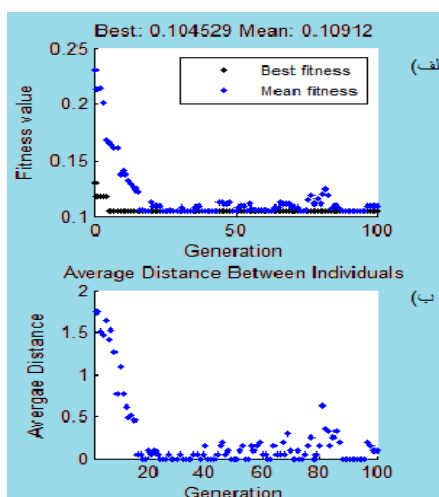 Best: 0.104529 Mean: 0.10912
0.25
0.2
0.15
0.1
Fitness value
Best fitness
Mean fitness
0
50
100
Generation
Average Distance Between Individuals
2
1.5
1
0.5
0
Avergae Distance
20
40
60
80
100
Generation
ب)